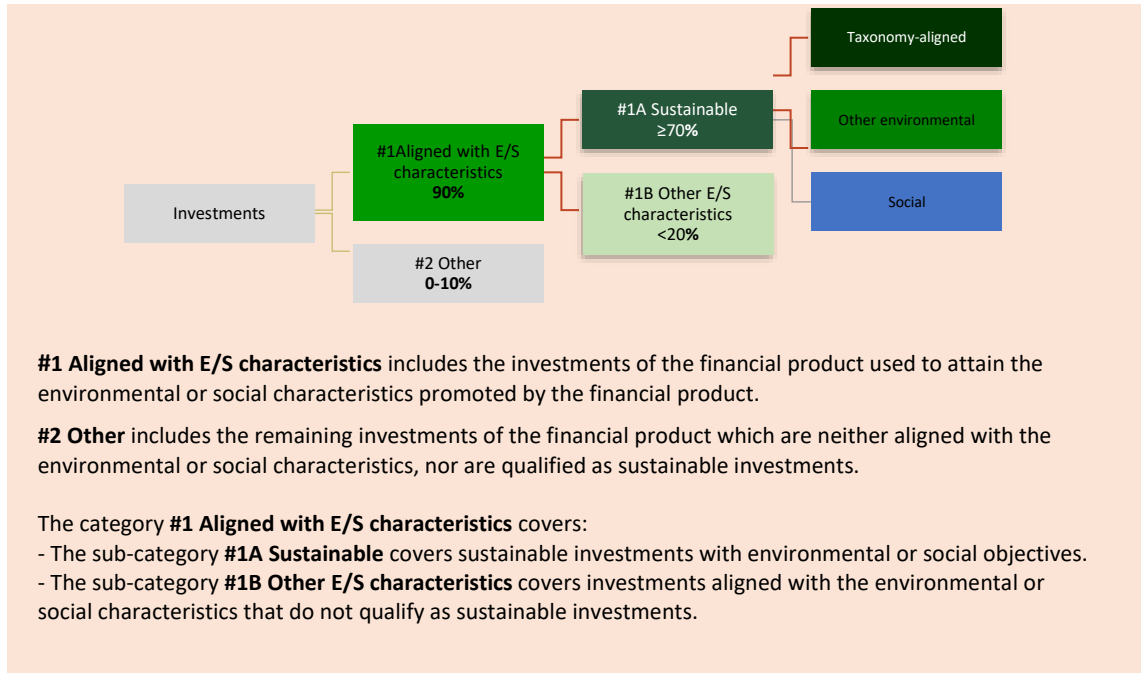 Taxonomy-aligned
#1A Sustainable
≥70%
Other environmental
#1Aligned with E/S
characteristics
90%
#1B Other E/S
characteristics
<20%
Social
Investments
#2 Other
0-10%
#1 Aligned with E/S characteristics includes the investments of the financial product used to attain the
environmental or social characteristics promoted by the financial product.
#2 Other includes the remaining investments of the financial product which are neither aligned with the
environmental or social characteristics, nor are qualified as sustainable investments.
The category #1 Aligned with E/S characteristics covers:
- The sub-category #1A Sustainable covers sustainable investments with environmental or social objectives.
- The sub-category #1B Other E/S characteristics covers investments aligned with the environmental or
social characteristics that do not qualify as sustainable investments.